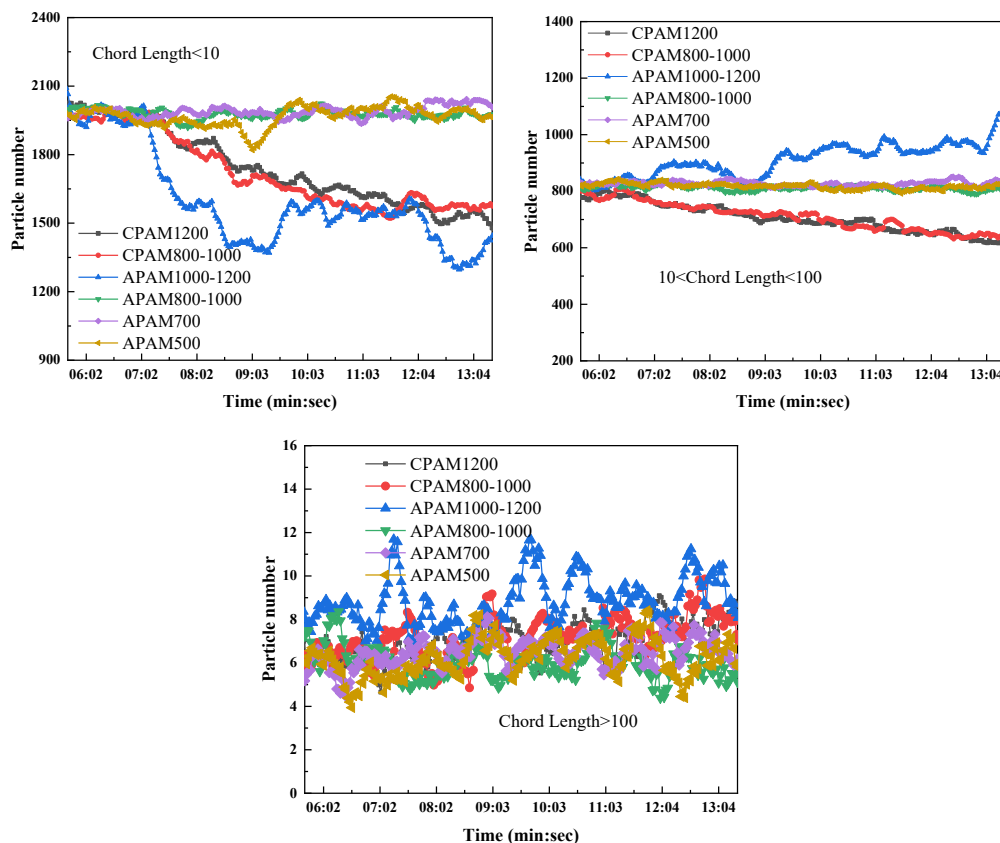 2400
2100
1800
1500
1200
900
Particle number
Chord Length<10
CPAM1200
CPAM800-1000
APAM1000-1200
APAM800-1000
APAM700
APAM500
06:02 07:02 08:02 09:03 10:03 11:03 12:04 13:04
Time (min:sec)
1400
1200
1000
800
600
400
200
Particle number
CPAM1200
CPAM800-1000
APAM1000-1200
APAM800-1000
APAM700
APAM500
10<Chord Length<100
06:02 07:02 08:02 09:03 10:03 11:03 12:04 13:04
Time (min:sec)
16
14
12
10
8
6
4
2
0
Particle number
CPAM1200
CPAM800-1000
APAM1000-1200
APAM800-1000
APAM700
APAM500
Chord Length>100
06:02 07:02 08:02 09:03 10:03 11:03 12:04 13:04
Time (min:sec)